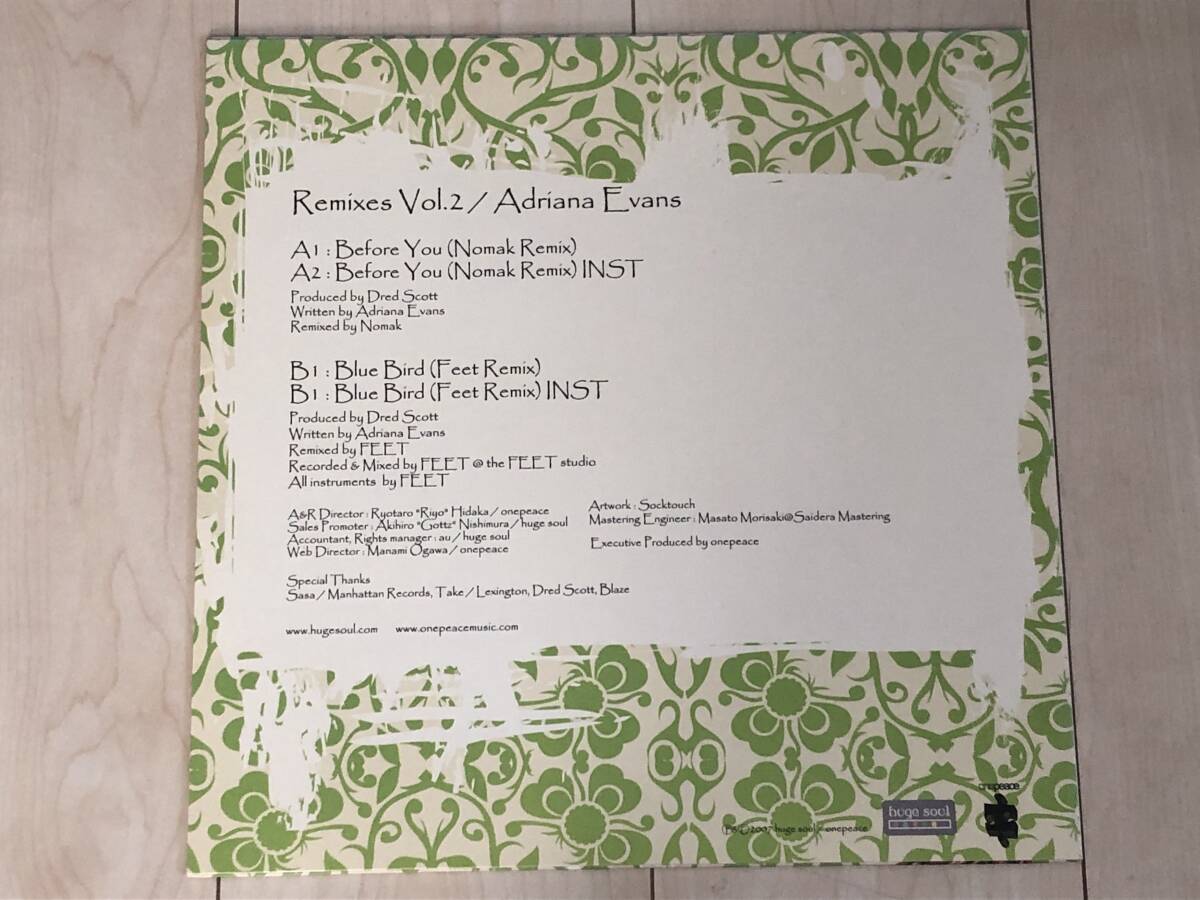 Remixes Vol.2 / Adriana Evans
A1 : Before You (Nomak Remix)
A2 : Before You (Nomak Remix) INST
Produced by Dred Scott
Written by Adriana Evans
Remixed by Nomak
B1 : Blue Bird (Feet Remix)
B1 : Blue Bird (Feet Remix) INST
Produced by Dred Scott
Written by Adriana Evans
Remixed by FEET
Recorded & Mixed by FEET @ the FEET studio
All instruments by FEET
A&R Director : Ryotaro "Riyo" Hidaka / onepeace
Sales Promoter : Akihiro "Gottz" Nishimura / huge soul
Accountant, Rights manager : au / huge soul
Web Director : Manami Ogawa / onepeace
Artwork : Socktouch
Mastering Engineer : Masato Morisaki@Saidera Mastering
Executive Produced by onepeace
Special Thanks
Sasa / Manhattan Records, Take / Lexington, Dred Scott, Blaze
www.hugesoul.com www.onepeacemusic.com
onepeace
huge soul
(P&C)2007 huge soul / onepeace